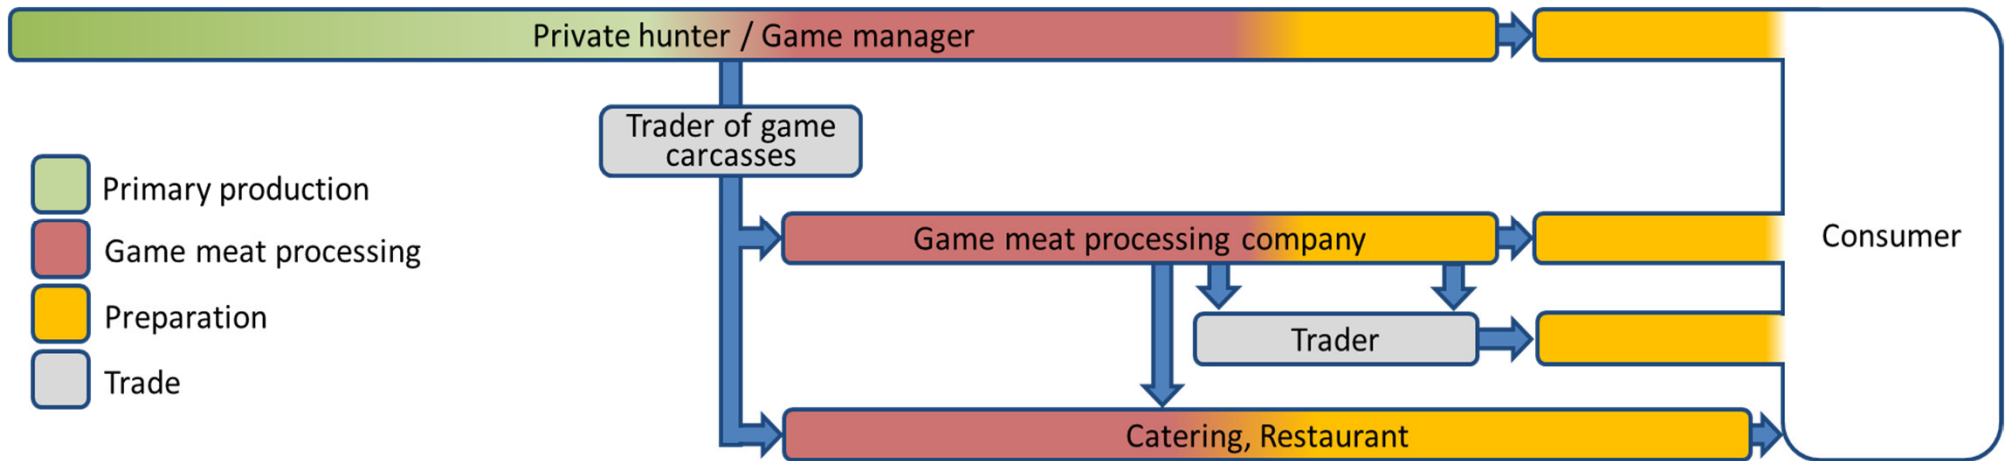 Private hunter / Game manager
Trader of game
carcasses
Primary production
Game meat processing
Preparation
Trade
Game meat processing company
Trader
Catering, Restaurant
Consumer